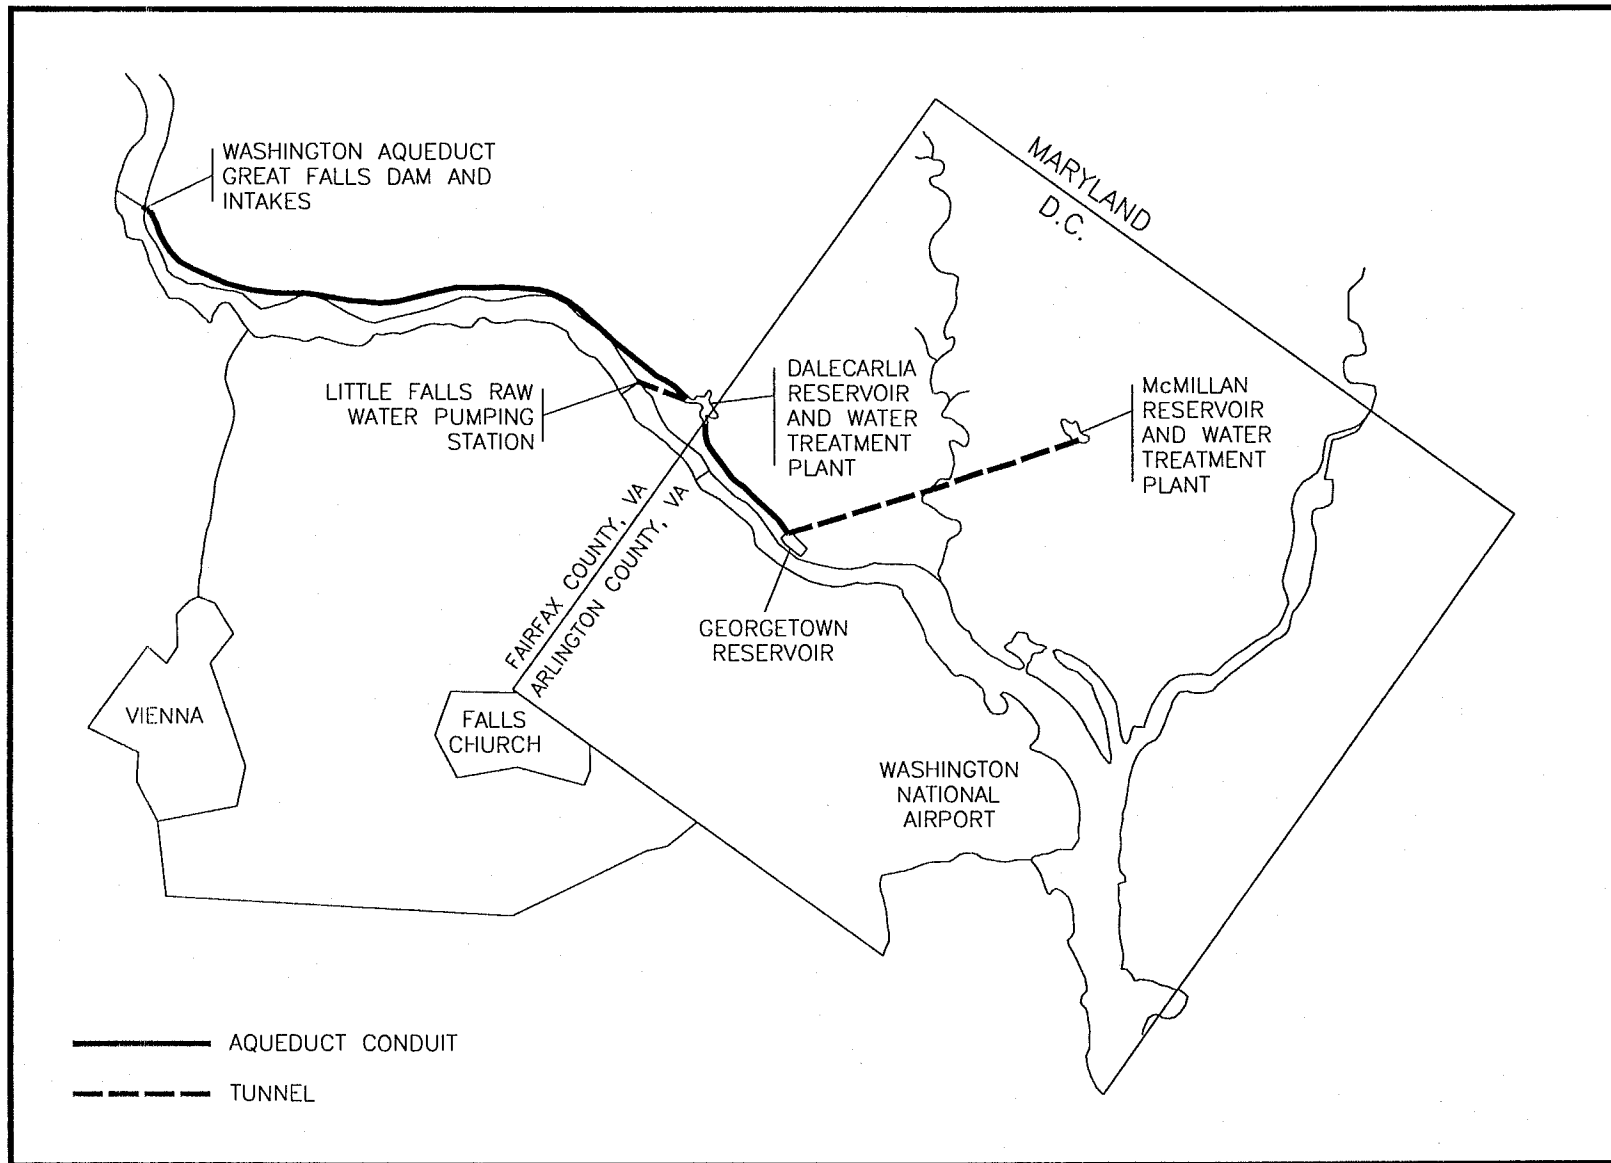 WASHINGTON AQUEDUCT
GREAT FALLS DAM AND
INTAKES
MARYLAND
D.C.
LITTLE FALLS RAW
WATER PUMPING
STATION
DALECARLIA
RESERVOIR
AND WATER
TREATMENT
PLANT
McMILLAN
RESERVOIR
AND WATER
TREATMENT
PLANT
FAIRFAX COUNTY, VA
ARLINGTON COUNTY, VA
GEORGETOWN
RESERVOIR
VIENNA
FALLS
CHURCH
WASHINGTON
NATIONAL
AIRPORT
AQUEDUCT CONDUIT
TUNNEL